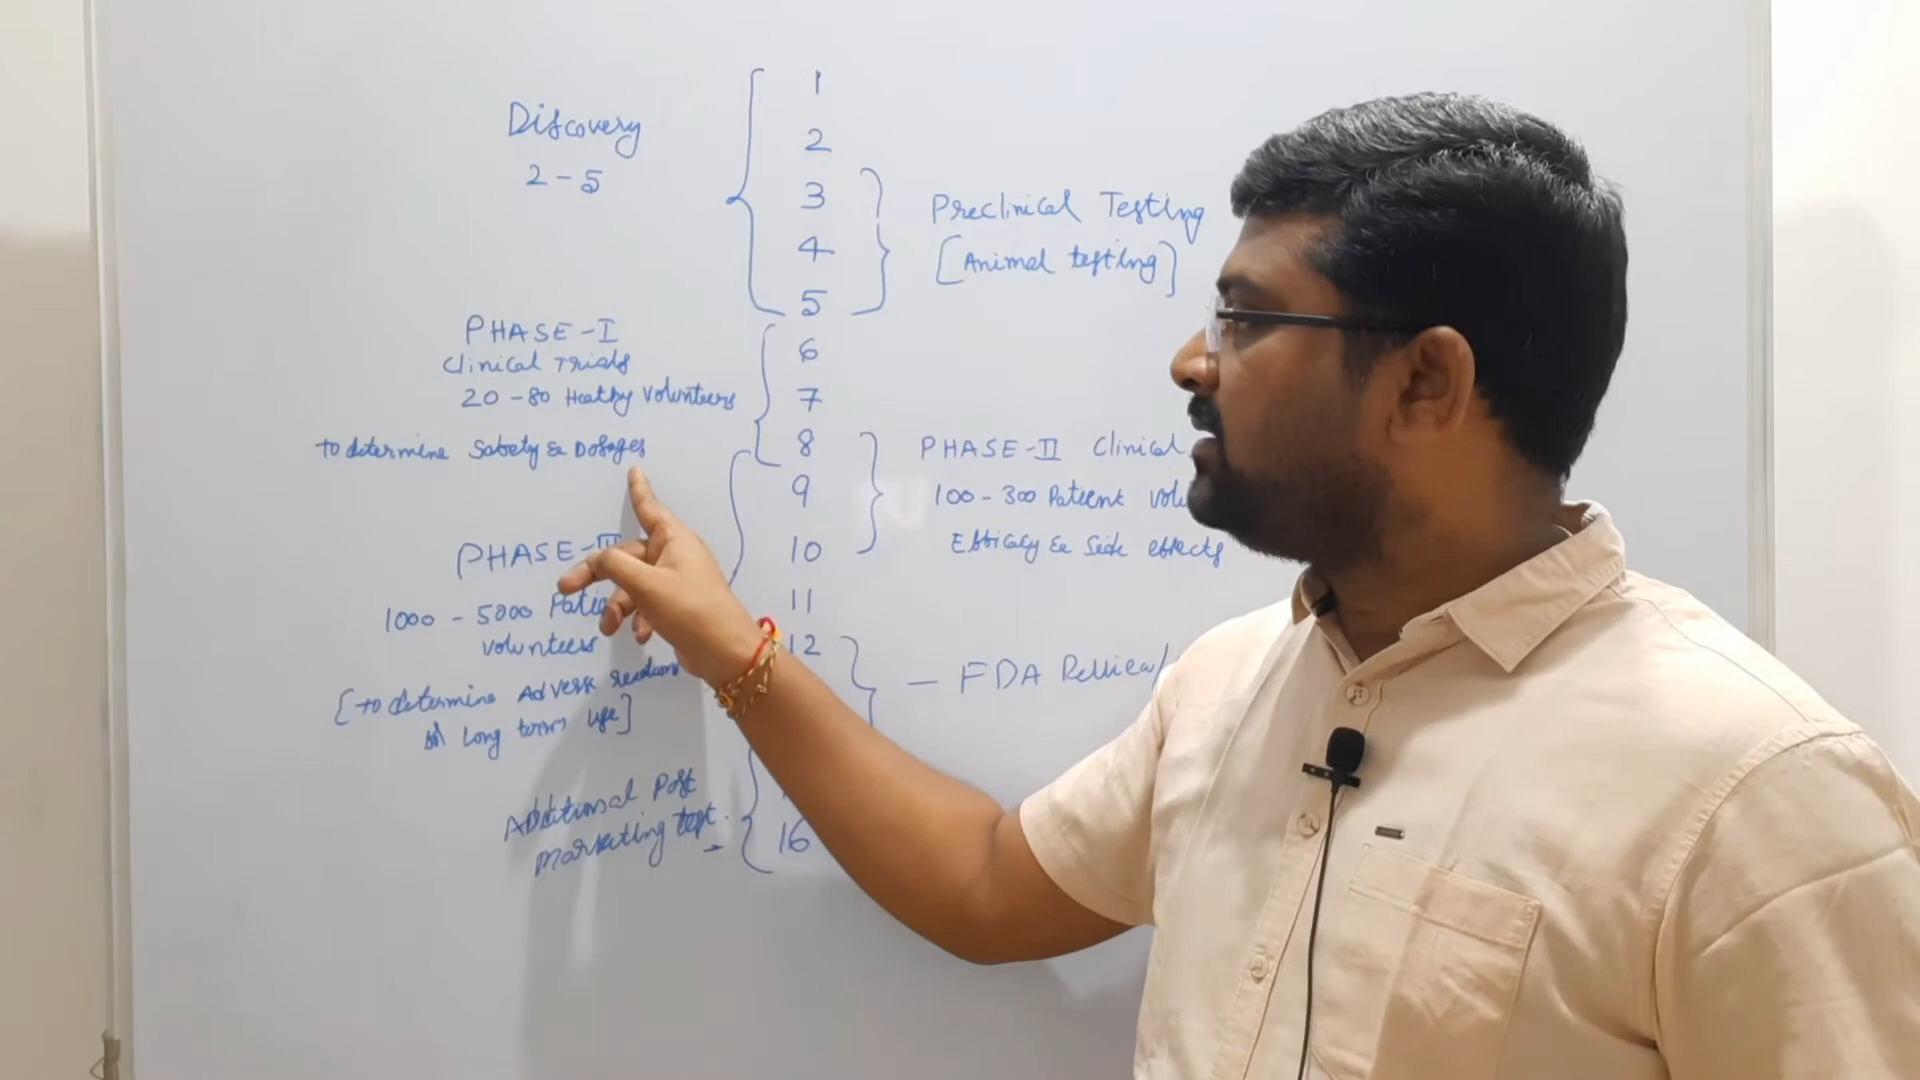 Discovery
2 - 5
1
2
3
4
5
6
7
8
9
10
11
12
16
Preclinical Testing
[Animal testing]
PHASE - I
Clinical Trials
20 - 80 Healthy Volunteers
to determine Safety & Dosages
PHASE - II Clinical
100 - 300 Patient
Efficacy & Side effects
PHASE - III
1000 - 5000
volunteers
[to determine Adverse reactions
long term use]
- FDA Review/
Additional Post
marketing test.